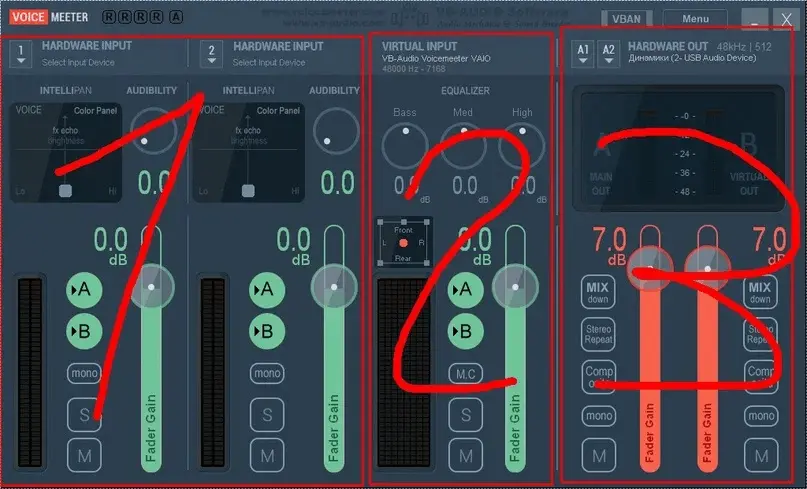 VOICE MEETER R R R R A VB-AUDIO Software VBAN Menu _ X
1 HARDWARE INPUT
Select Input Device
2 HARDWARE INPUT
Select Input Device
VIRTUAL INPUT
VB-Audio Voicemeeter VAIO
48000 Hz - 7168
A1 A2 HARDWARE OUT 48kHz | 512
Динамики (2- USB Audio Device)
INTELLIPAN AUDIBILITY
VOICE Color Panel
fx echo
brightness
Lo Hi
0.0
INTELLIPAN AUDIBILITY
VOICE Color Panel
fx echo
brightness
Lo Hi
0.0
EQUALIZER
Bass Med High
0.0 dB 0.0 dB 0.0 dB
A B
-0-
-12-
-24-
-36-
-48-
MAIN OUT
VIRTUAL OUT
0.0 dB
A
B
mono
S
M
Fader Gain
0.0 dB
A
B
mono
S
M
Fader Gain
Front
L R
Rear
0.0 dB
A
B
M.C
S
M
Fader Gain
7.0 dB
MIX down
Stereo Repeat
mono
M
Fader Gain
7.0 dB
MIX down
Repeat
mono
M
Fader Gain
1 2 3